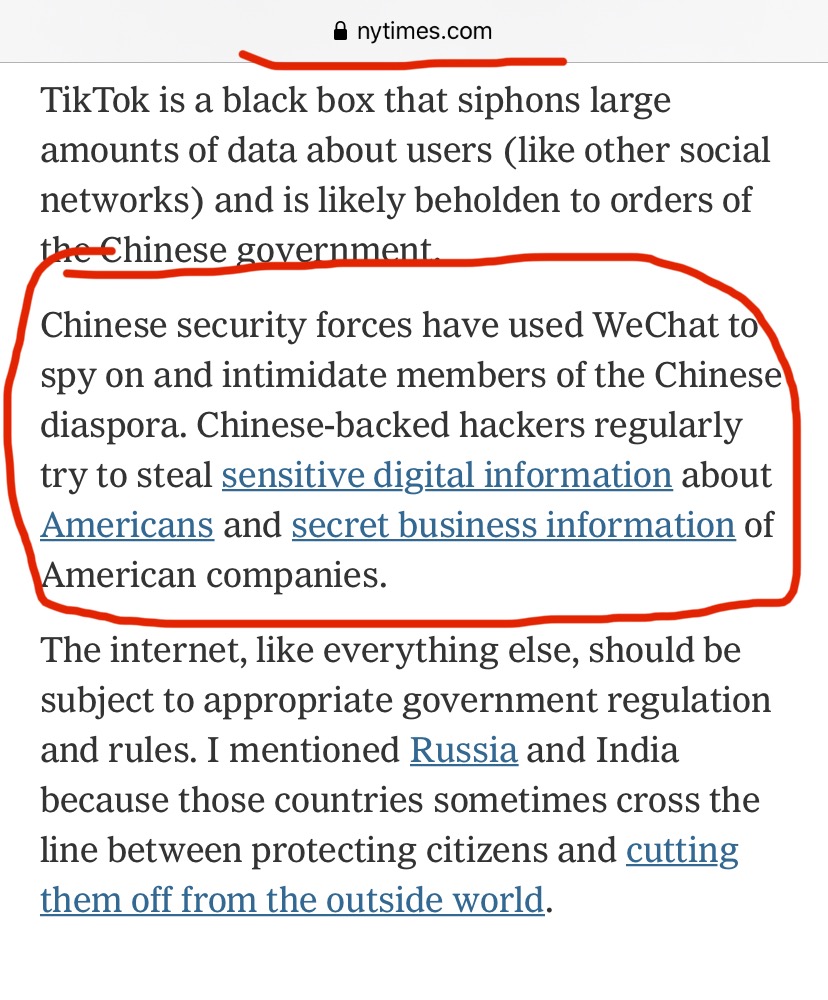 nytimes.com
TikTok is a black box that siphons large
amounts of data about users (like other social
networks) and is likely beholden to orders of
the Chinese government.
Chinese security forces have used WeChat to
spy on and intimidate members of the Chinese
diaspora. Chinese-backed hackers regularly
try to steal sensitive digital information about
Americans and secret business information of
American companies.
The internet, like everything else, should be
subject to appropriate government regulation
and rules. I mentioned Russia and India
because those countries sometimes cross the
line between protecting citizens and cutting
them off from the outside world.